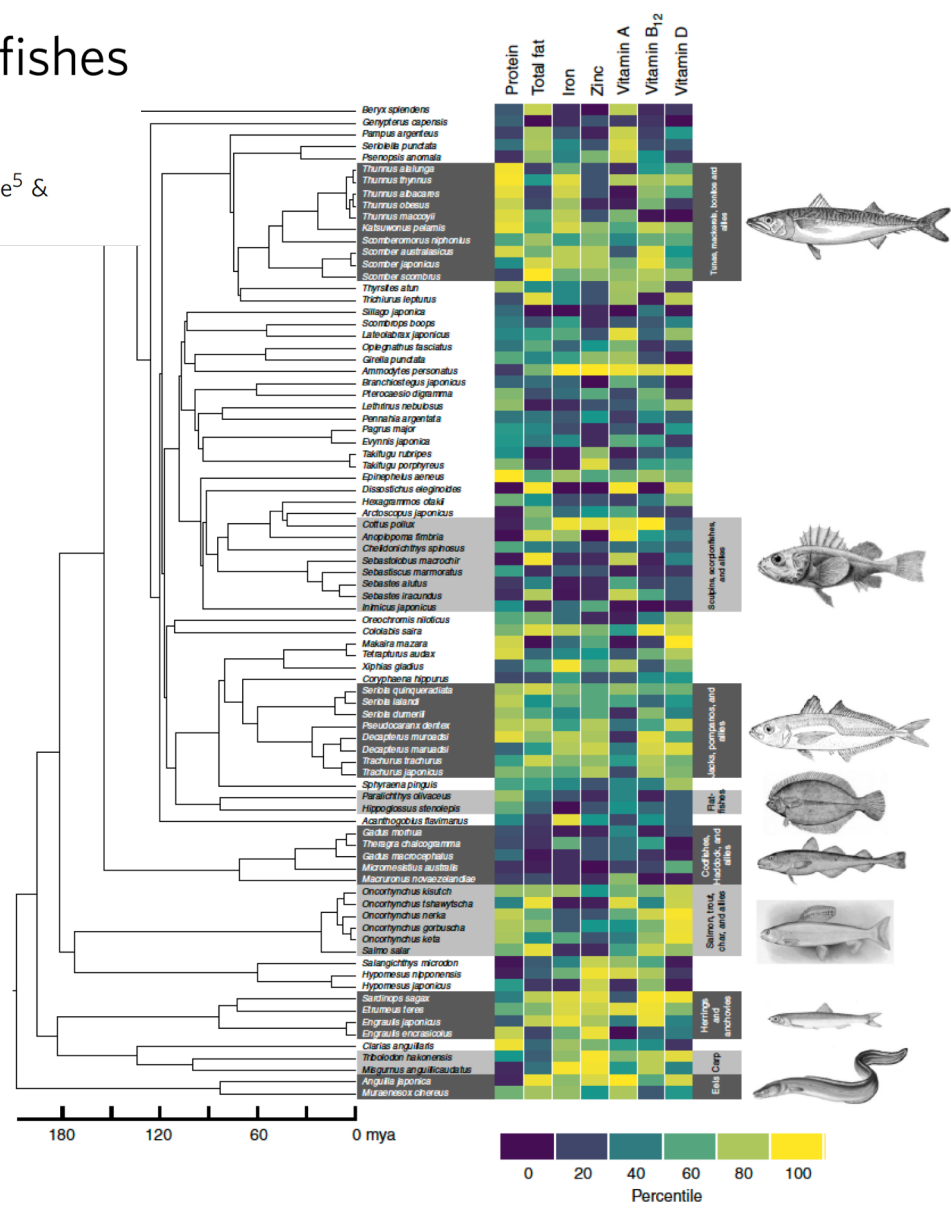 fishes
e5 &
Protein
Total fat
Iron
Zinc
Vitamin A
Vitamin B12
Vitamin D
Beryx splendens
Genypterus capensis
Pampus argenteus
Seriolella punctata
Psenopsis anomala
Thunnus alalunga
Thunnus thynnus
Thunnus albacares
Thunnus obesus
Thunnus maccoyii
Katsuwonus pelamis
Scomberomorus niphonius
Scomber australasicus
Scomber japonicus
Scomber scombrus
Tunas, mackerels, bonitos and
allies
Thyrsites atun
Trichiurus lepturus
Sillago japonica
Scombrops boops
Lateolabrax japonicus
Oplegnathus fasciatus
Girella punctata
Ammodytes personatus
Branchiostegus japonicus
Pterocaesio digramma
Lethrinus nebulosus
Pennahia argentata
Pagrus major
Evynnis japonica
Takifugu rubripes
Takifugu porphyreus
Epinephelus aeneus
Dissostichus eleginoides
Hexagrammos otakii
Arctoscopus japonicus
Cottus pollux
Anoplopoma fimbria
Chelidonichthys spinosus
Sebastolobus macrochir
Sebastiscus marmoratus
Sebastes alutus
Sebastes iracundus
Inimicus japonicus
Sculpins, scorpionfishes,
and allies
Oreochromis niloticus
Cololabis saira
Makaira mazara
Tetrapturus audax
Xiphias gladius
Coryphaena hippurus
Seriola quinqueradiata
Seriola lalandi
Seriola dumerili
Pseudocaranx dentex
Decapterus muroadsi
Decapterus maruadsi
Trachurus trachurus
Trachurus japonicus
Jacks, pompanos, and
allies
Sphyraena pinguis
Paralichthys olivaceus
Hippoglossus stenolepis
Flat-
fishes
Acanthogobius flavimanus
Gadus morhua
Theragra chalcogramma
Gadus macrocephalus
Micromesistius australis
Macruronus novaezelandiae
Codfishes,
Haddock, and
allies
Oncorhynchus kisutch
Oncorhynchus tshawytscha
Oncorhynchus nerka
Oncorhynchus gorbuscha
Oncorhynchus keta
Salmo salar
Salmon, trout,
char, and allies
Salangichthys microdon
Hypomesus nipponensis
Hypomesus japonicus
Sardinops sagax
Etrumeus teres
Engraulis japonicus
Engraulis encrasicolus
Herrings
and
anchovies
Clarias anguillaris
Tribolodon hakonensis
Misgurnus anguillicaudatus
Carp
Anguilla japonica
Muraenesox cinereus
Eels
180
120
60
0 mya
0
20
40
60
80
100
Percentile